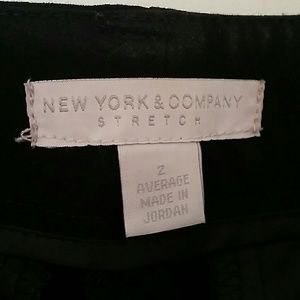 NEW YORK & COMPANY
STRETCH
2
AVERAGE
MADE IN
JORDAN